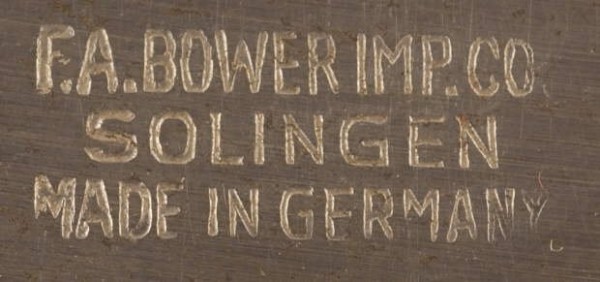 F.A. BOWER IMP. CO.
SOLINGEN
MADE IN GERMANY